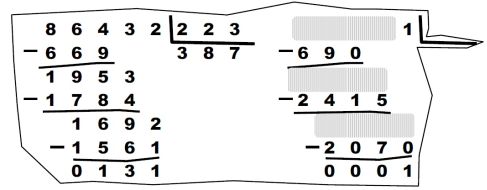 8 6 4 3 2 2 2 3
– 6 6 9 3 8 7
1 9 5 3
– 1 7 8 4
1 6 9 2
– 1 5 6 1
0 1 3 1
1
– 6 9 0
– 2 4 1 5
– 2 0 7 0
0 0 0 1